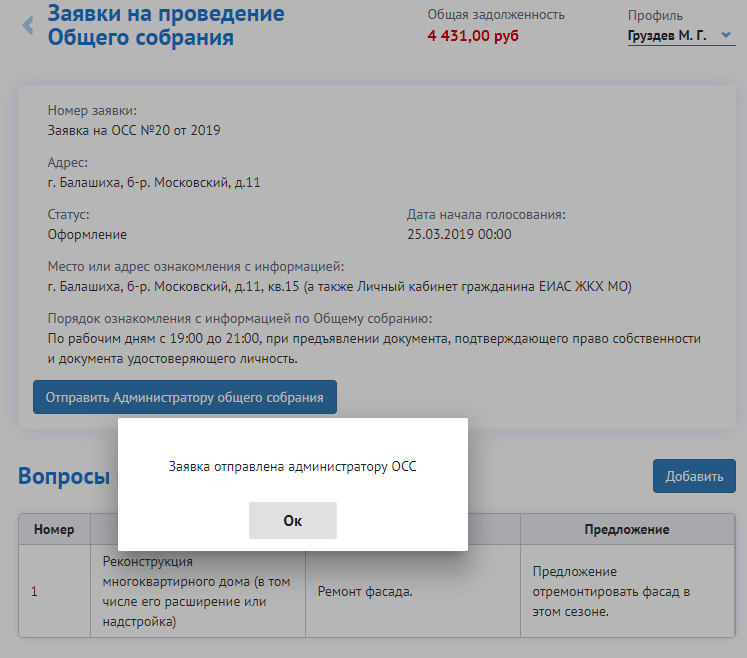 Заявки на проведение
Общего собрания
Общая задолженность
4 431,00 руб
Профиль
Груздев М. Г.
Номер заявки:
Заявка на ОСС №20 от 2019
Адрес:
г. Балашиха, б-р. Московский, д.11
Статус:
Оформление
Дата начала голосования:
25.03.2019 00:00
Место или адрес ознакомления с информацией:
г. Балашиха, б-р. Московский, д.11, кв.15 (а также Личный кабинет гражданина ЕИАС ЖКХ МО)
Порядок ознакомления с информацией по Общему собранию:
По рабочим дням с 19:00 до 21:00, при предъявлении документа, подтверждающего право собственности
и документа удостоверяющего личность.
Отправить Администратору общего собрания
Заявка отправлена администратору ОСС
Ок
Вопросы
Добавить
Номер
Предложение
1
Реконструкция
многоквартирного дома (в том
числе его расширение или
надстройка)
Ремонт фасада.
Предложение
отремонтировать фасад в
этом сезоне.